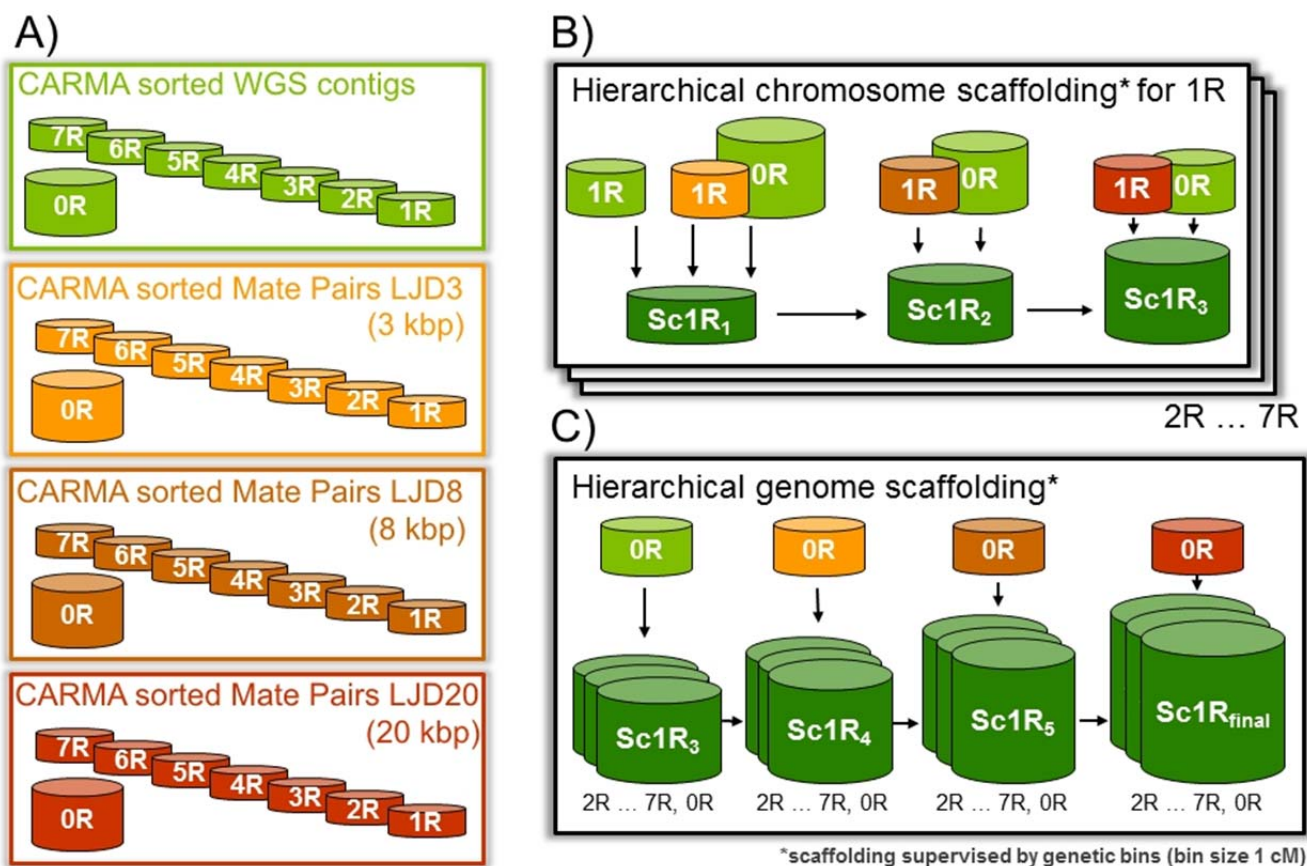 A)
CARMA sorted WGS contigs
7R
6R
5R
4R
3R
2R
1R
0R
CARMA sorted Mate Pairs LJD3
(3 kbp)
7R
6R
5R
4R
3R
2R
1R
0R
CARMA sorted Mate Pairs LJD8
(8 kbp)
7R
6R
5R
4R
3R
2R
1R
0R
CARMA sorted Mate Pairs LJD20
(20 kbp)
7R
6R
5R
4R
3R
2R
1R
0R
B)
Hierarchical chromosome scaffolding* for 1R
1R 1R 0R 1R 0R 1R 0R
Sc1R1 Sc1R2 Sc1R3
2R ... 7R
C)
Hierarchical genome scaffolding*
0R 0R 0R 0R
Sc1R3 Sc1R4 Sc1R5 Sc1Rfinal
2R ... 7R, 0R 2R ... 7R, 0R 2R ... 7R, 0R 2R ... 7R, 0R
*scaffolding supervised by genetic bins (bin size 1 cM)